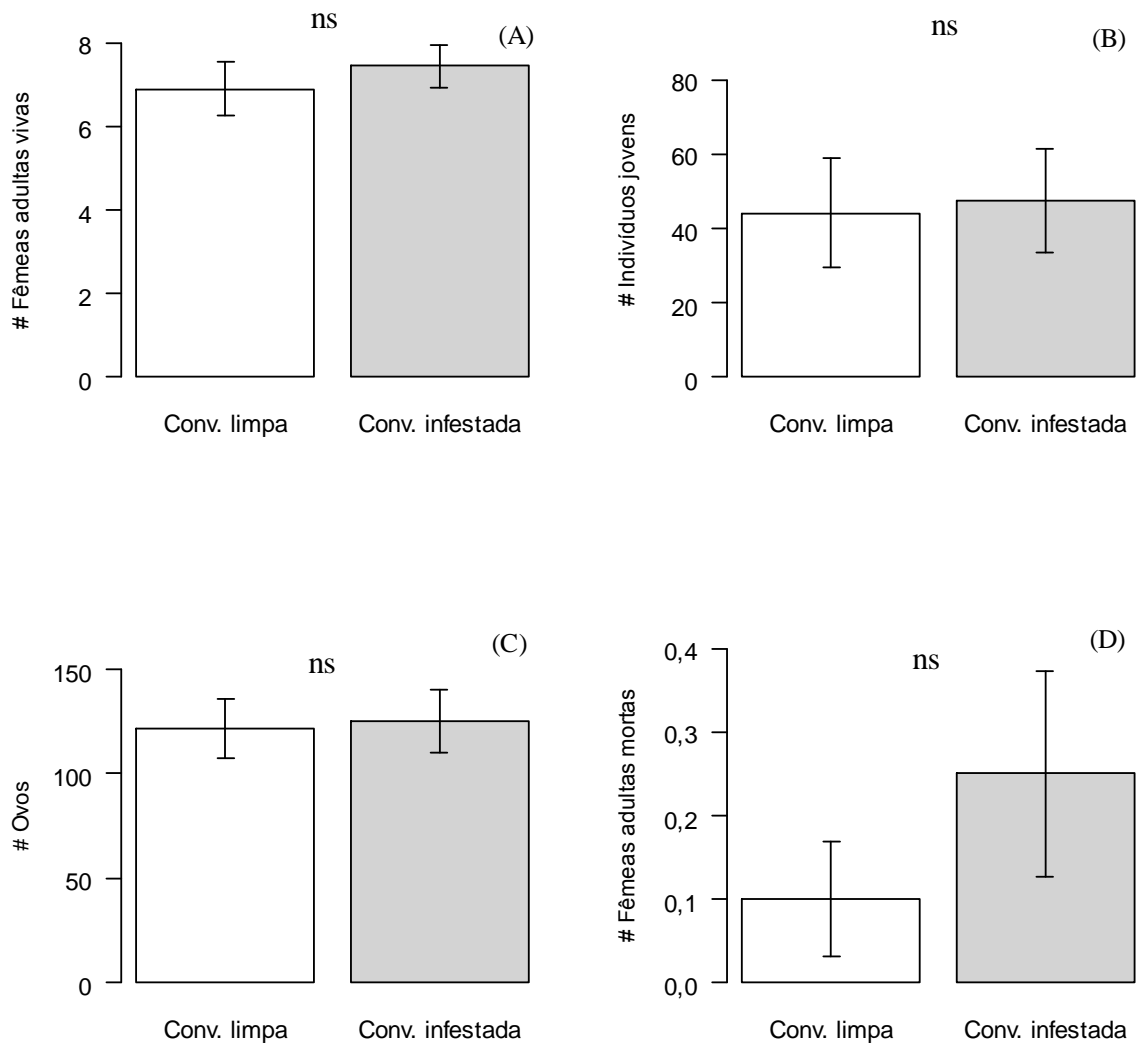 ns
(A)
# Fêmeas adultas vivas
8
6
4
2
0
Conv. limpa
Conv. infestada
ns
(B)
# Indivíduos jovens
80
60
40
20
0
Conv. limpa
Conv. infestada
ns
(C)
# Ovos
150
100
50
0
Conv. limpa
Conv. infestada
ns
(D)
# Fêmeas adultas mortas
0,4
0,3
0,2
0,1
0,0
Conv. limpa
Conv. infestada